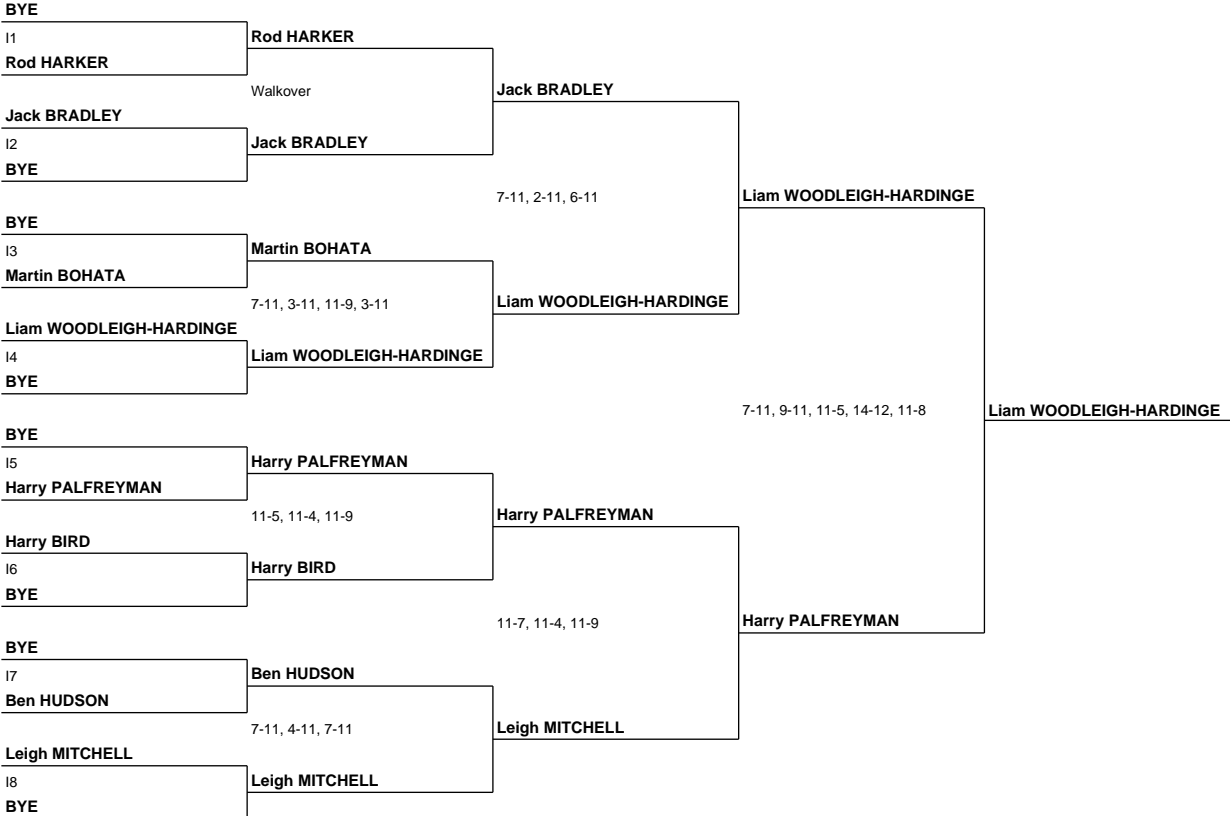 BYE
I1
Rod HARKER
Jack BRADLEY
I2
BYE
BYE
I3
Martin BOHATA
Liam WOODLEIGH-HARDINGE
I4
BYE
BYE
I5
Harry PALFREYMAN
Harry BIRD
I6
BYE
BYE
I7
Ben HUDSON
Leigh MITCHELL
I8
BYE
Rod HARKER
Walkover
Jack BRADLEY
Martin BOHATA
7-11, 3-11, 11-9, 3-11
Liam WOODLEIGH-HARDINGE
Harry PALFREYMAN
11-5, 11-4, 11-9
Harry BIRD
Ben HUDSON
7-11, 4-11, 7-11
Leigh MITCHELL
Jack BRADLEY
7-11, 2-11, 6-11
Liam WOODLEIGH-HARDINGE
Harry PALFREYMAN
11-7, 11-4, 11-9
Leigh MITCHELL
Liam WOODLEIGH-HARDINGE
7-11, 9-11, 11-5, 14-12, 11-8
Harry PALFREYMAN
Liam WOODLEIGH-HARDINGE